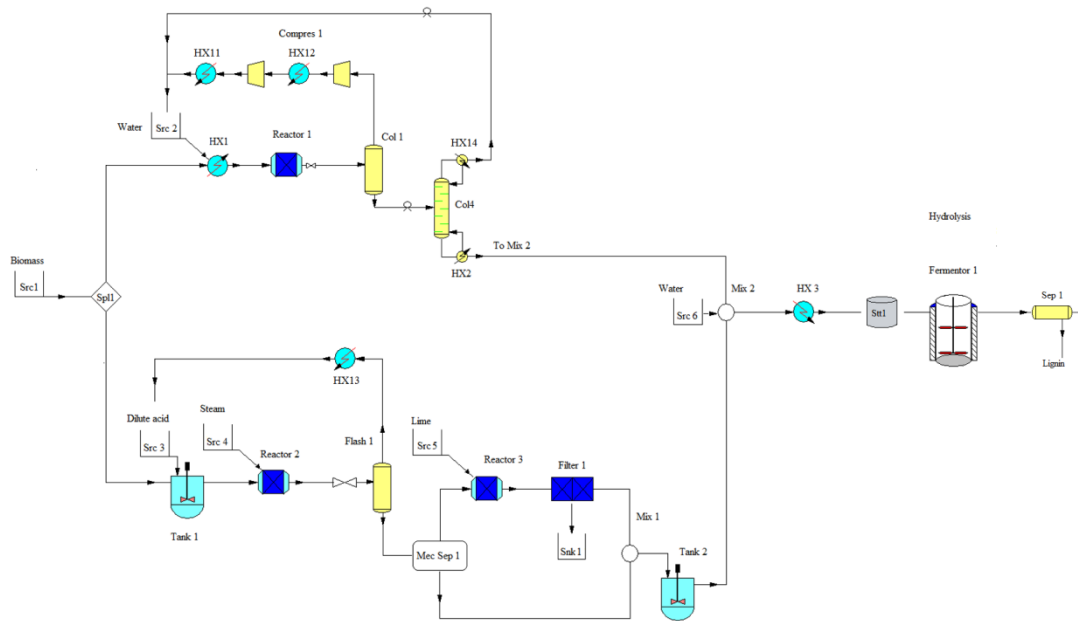 Compres 1
HX11
HX12
Water
Src 2
HX1
Reactor 1
Col 1
HX14
Col4
HX2
To Mix 2
Hydrolysis
Biomass
Src1
Spl1
Water
Src 6
Mix 2
HX 3
Stt1
Fermentor 1
Sep 1
Lignin
HX13
Dilute acid
Src 3
Steam
Src 4
Reactor 2
Flash 1
Lime
Src 5
Reactor 3
Filter 1
Tank 1
Mec Sep 1
Snk1
Mix 1
Tank 2